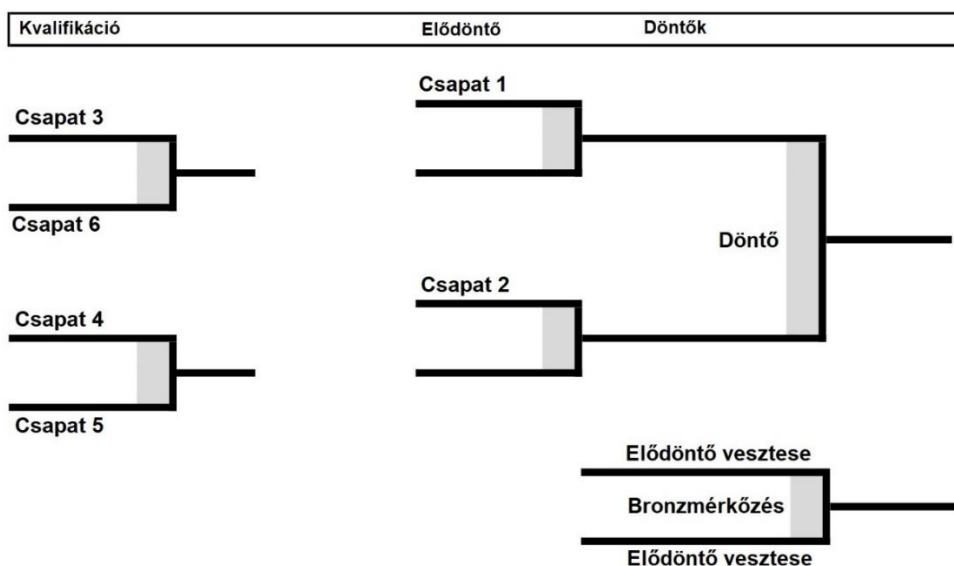 Kvalifikáció
Elődöntő
Döntők
Csapat 3
Csapat 6
Csapat 4
Csapat 5
Csapat 1
Csapat 2
Döntő
Elődöntő vesztese
Bronzmérkőzés
Elődöntő vesztese